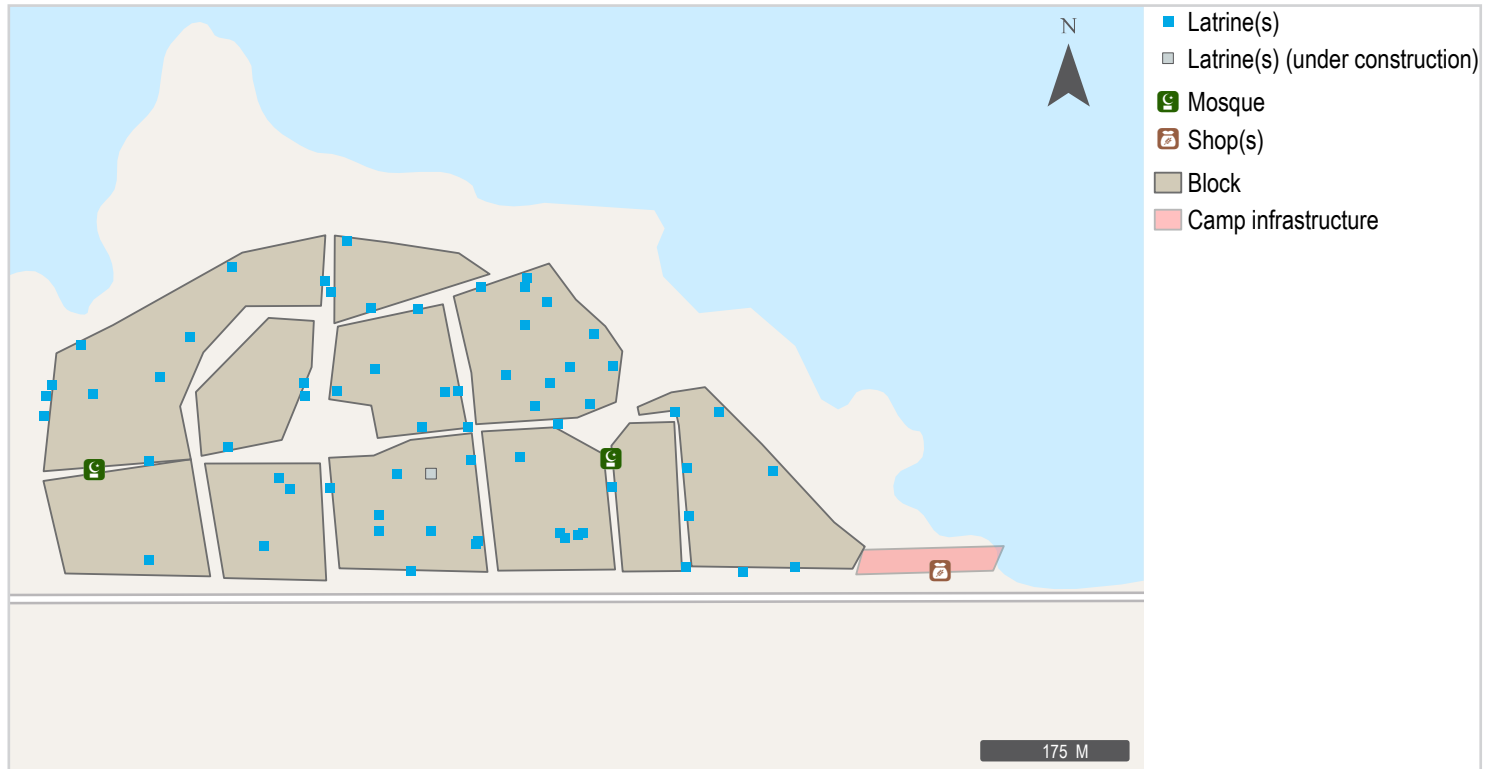 N
Latrine(s)
Latrine(s) (under construction)
Mosque
Shop(s)
Block
Camp infrastructure
175 M